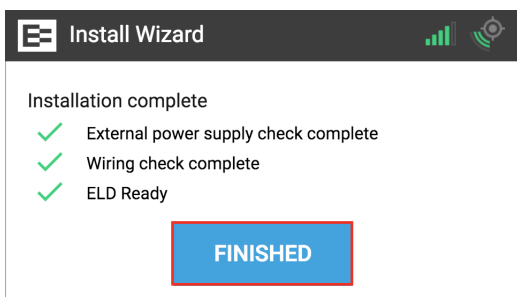 Install Wizard
Installation complete
External power supply check complete
Wiring check complete
ELD Ready
FINISHED